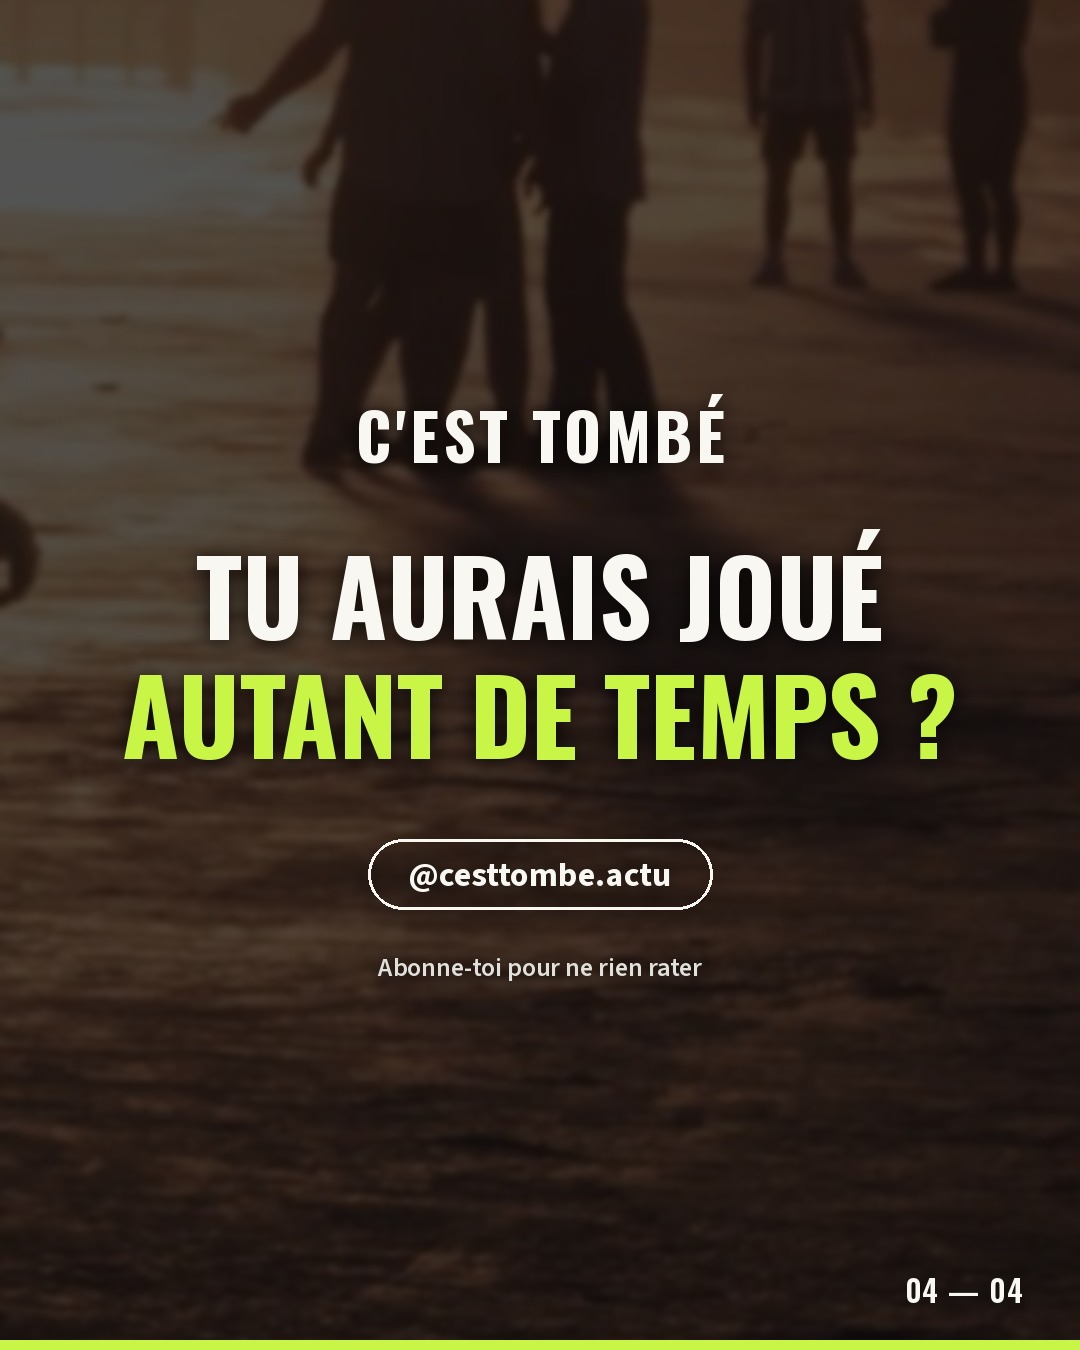 C'EST TOMBÉ
TU AURAIS JOUÉ
AUTANT DE TEMPS ?
@cesttombe.actu
Abonne-toi pour ne rien rater
04 — 04